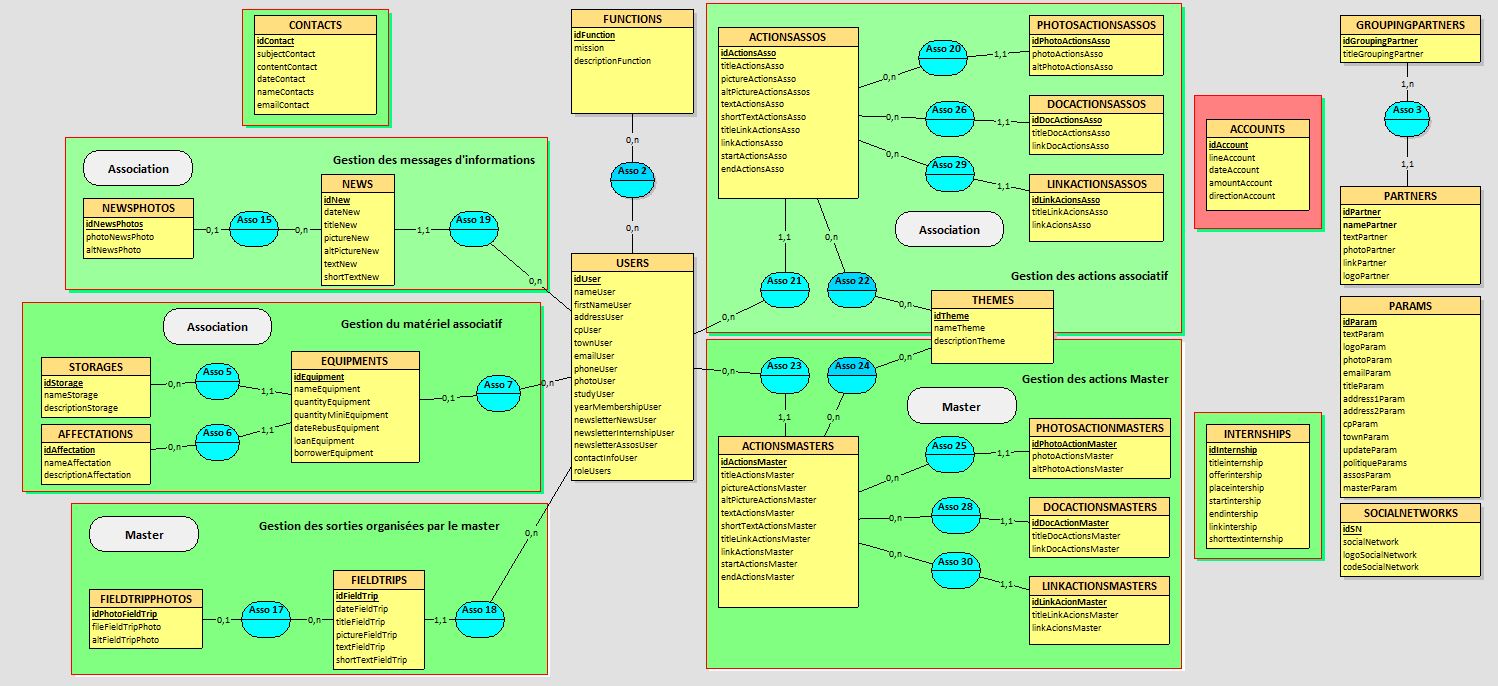 CONTACTS
idContact
subjectContact
contentContact
dateContact
nameContacts
emailContact
FUNCTIONS
idFunction
mission
descriptionFunction
0,n
Asso 2
0,n
Gestion des messages d'informations
Association
NEWSPHOTOS
idNewsPhotos
photoNewsPhoto
altNewsPhoto
0,1
Asso 15
0,n
NEWS
idNew
dateNew
titleNew
pictureNew
altPictureNew
textNew
shortTextNew
1,1
Asso 19
0,n
USERS
idUser
nameUser
firstNameUser
addressUser
cpUser
townUser
emailUser
phoneUser
photoUser
studyUser
yearMembershipUser
newsletterNewsUser
newsletterInternshipUser
newsletterAssosUser
contactInfoUser
roleUsers
Association
Gestion du matériel associatif
STORAGES
idStorage
nameStorage
descriptionStorage
0,n
Asso 5
1,1
AFFECTATIONS
idAffectation
nameAffectation
descriptionAffectation
0,n
Asso 6
1,1
EQUIPMENTS
idEquipment
nameEquipment
quantityEquipment
quantityMiniEquipment
dateRebusEquipment
loanEquipment
borrowerEquipment
0,1
Asso 7
0,n
Master
Gestion des sorties organisées par le master
FIELDTRIPPHOTOS
idPhotoFieldTrip
fileFieldTripPhoto
altFieldTripPhoto
0,1
Asso 17
0,n
FIELDTRIPS
idFieldTrip
dateFieldTrip
titleFieldTrip
pictureFieldTrip
textFieldTrip
shortTextFieldTrip
1,1
Asso 18
0,n
ACTIONSASSOS
idActionsAsso
titleActionsAsso
pictureActionsAsso
altPictureActionsAssos
textActionsAsso
shortTextActionsAsso
titleLinkActionsAsso
linkActionsAsso
startActionsAsso
endActionsAsso
0,n
Asso 20
1,1
PHOTOSACTIONSASSOS
idPhotoActionsAsso
photoActionsAsso
altPhotoActionsAsso
0,n
Asso 26
1,1
DOCACTIONSASSOS
idDocActionsAsso
titleDocActionsAsso
linkDocActionsAsso
0,n
Asso 29
1,1
LINKACTIONSASSOS
idLinkAcionsAsso
titleLinkAcionsAsso
linkAcionsAsso
Association
Gestion des actions associatif
1,1
Asso 21
0,n
0,n
Asso 22
0,n
THEMES
idTheme
nameTheme
descriptionTheme
0,n
Asso 23
1,1
0,n
Asso 24
0,n
Gestion des actions Master
Master
ACTIONSMASTERS
idActionsMaster
titleActionsMaster
pictureActionsMaster
altPictureActionsMaster
textActionsMaster
shortTextActionsMaster
titleLinkActionsMaster
linkActionsMaster
startActionsMaster
endActionsMaster
0,n
Asso 25
1,1
PHOTOSACTIONMASTERS
idPhotoActionMaster
photoActionsMaster
altPhotoActionsMaster
0,n
Asso 28
1,1
DOCACTIONSMASTERS
idDocActionMaster
titleDocActionsMaster
linkDocActionsMaster
0,n
Asso 30
1,1
LINKACTIONSMASTERS
idLinkAcionMaster
titleLinkAcionsMaster
linkAcionsMaster
ACCOUNTS
idAccount
lineAccount
dateAccount
amountAccount
directionAccount
INTERNSHIPS
idInternship
titleinternship
offerintership
placeintership
startintership
endintership
linkintership
shorttextinternship
GROUPINGPARTNERS
idGroupingPartner
titleGroupingPartner
1,n
Asso 3
1,1
PARTNERS
idPartner
namePartner
textPartner
photoPartner
linkPartner
logoPartner
PARAMS
idParam
textParam
logoParam
photoParam
emailParam
titleParam
address1Param
address2Param
cpParam
townParam
updateParam
politiqueParams
assosParam
masterParam
SOCIALNETWORKS
idSN
socialNetwork
logoSocialNetwork
codeSocialNetwork